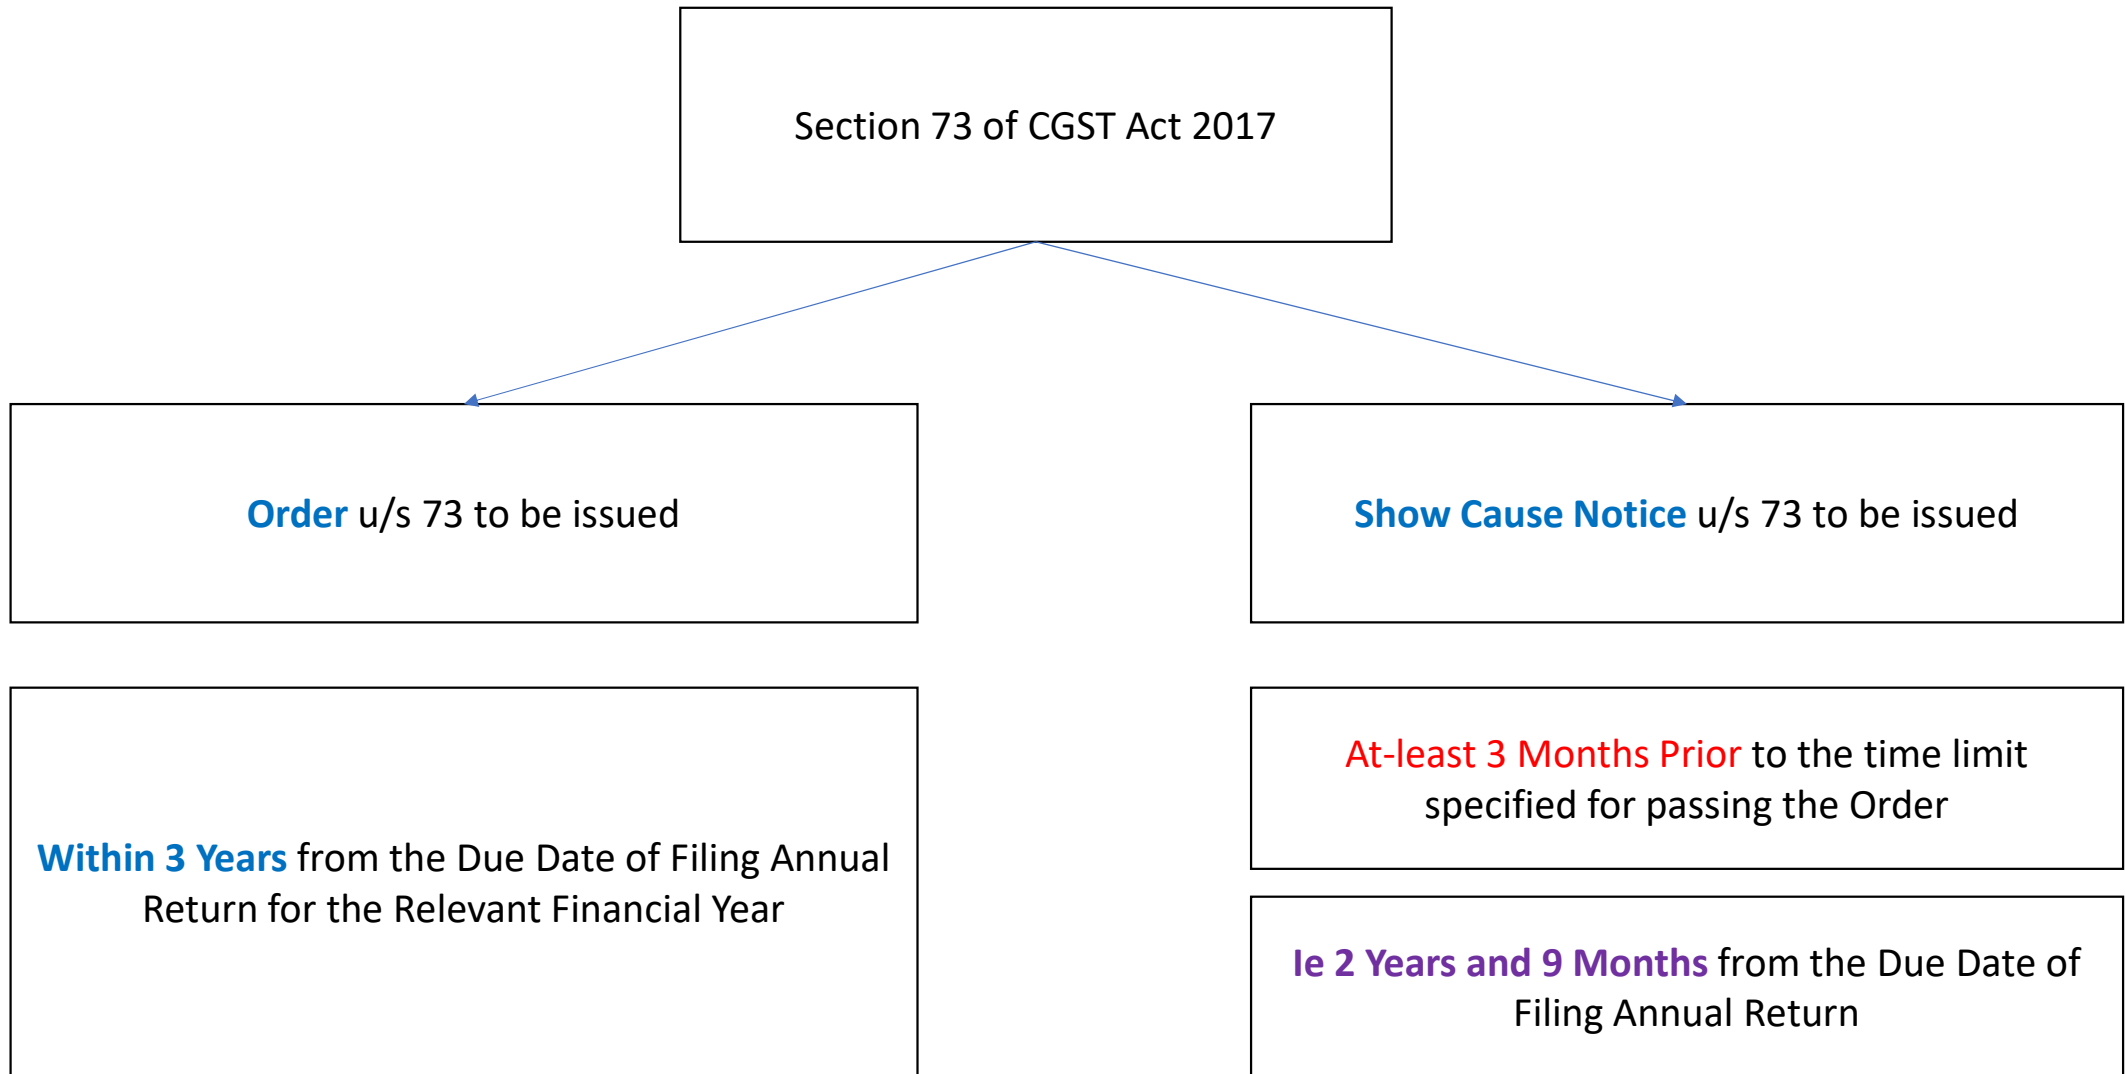 Section 73 of CGST Act 2017
Order u/s 73 to be issued
Show Cause Notice u/s 73 to be issued
Within 3 Years from the Due Date of Filing Annual
Return for the Relevant Financial Year
At-least 3 Months Prior to the time limit
specified for passing the Order
Ie 2 Years and 9 Months from the Due Date of
Filing Annual Return